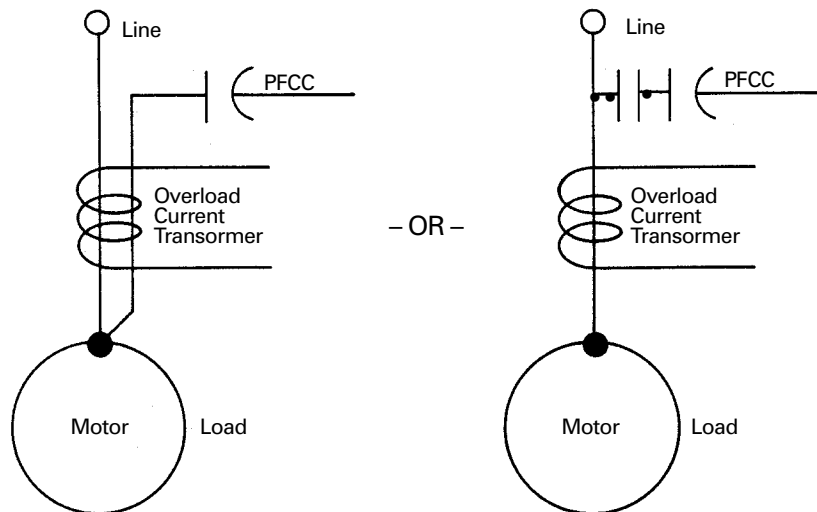 Line
PFCC
Overload
Current
Transormer
Motor
Load
– OR –
Line
PFCC
Overload
Current
Transormer
Motor
Load